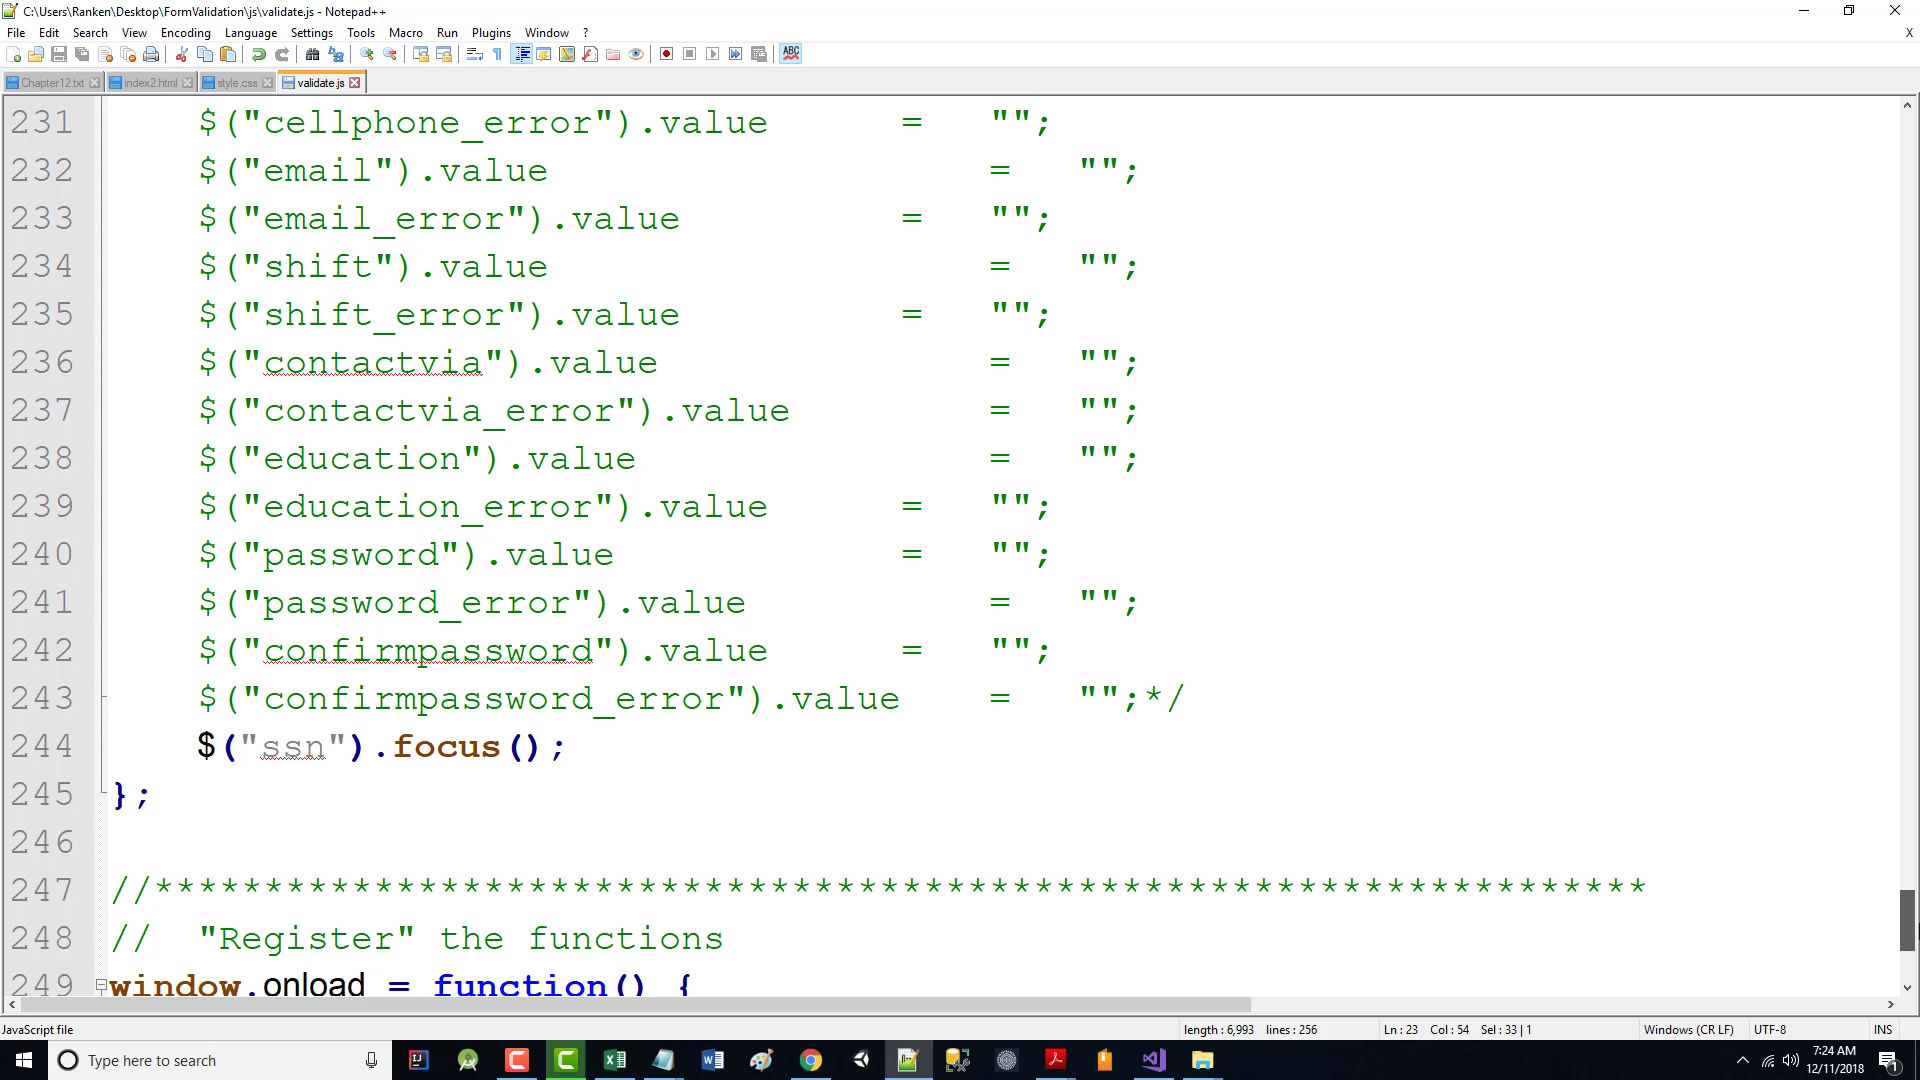 C:\Users\Ranken\Desktop\FormValidation\js\validate.js - Notepad++
File Edit Search View Encoding Language Settings Tools Macro Run Plugins Window ? X
Chapter12.txt index2.html style.css validate.js
231 $("cellphone_error").value = "";
232 $("email").value = "";
233 $("email_error").value = "";
234 $("shift").value = "";
235 $("shift_error").value = "";
236 $("contactvia").value = "";
237 $("contactvia_error").value = "";
238 $("education").value = "";
239 $("education_error").value = "";
240 $("password").value = "";
241 $("password_error").value = "";
242 $("confirmpassword").value = "";
243 $("confirmpassword_error").value = "";*/
244 $("ssn").focus();
245 };
246
247 //********************************************************************
248 // "Register" the functions
249 window.onload = function() {
JavaScript file length : 6,993 lines : 256 Ln : 23 Col : 54 Sel : 33 | 1 Windows (CR LF) UTF-8 INS
Type here to search 7:24 AM
12/11/2018